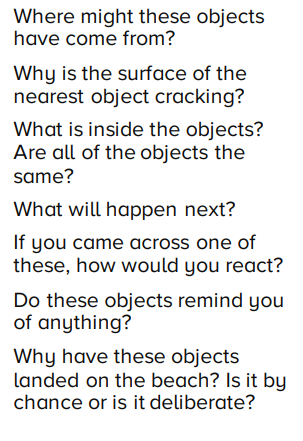 Where might these objects
have come from?
Why is the surface of the
nearest object cracking?
What is inside the objects?
Are all of the objects the
same?
What will happen next?
If you came across one of
these, how would you react?
Do these objects remind you
of anything?
Why have these objects
landed on the beach? Is it by
chance or is it deliberate?